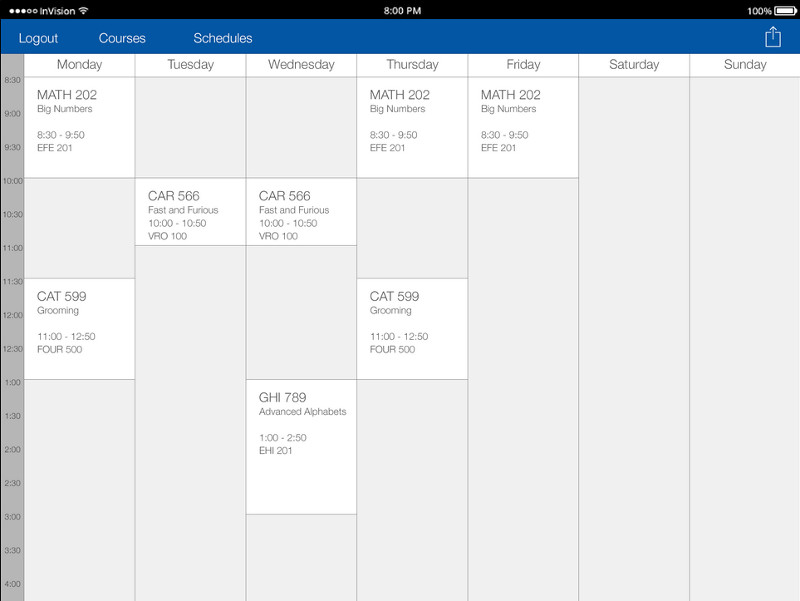 InVision 8:00 PM 100%
Logout Courses Schedules
Monday Tuesday Wednesday Thursday Friday Saturday Sunday
8:30
9:00
9:30
10:00
10:30
11:00
11:30
12:00
12:30
1:00
1:30
2:00
2:30
3:00
3:30
4:00
MATH 202
Big Numbers
8:30 - 9:50
EFE 201
CAT 599
Grooming
11:00 - 12:50
FOUR 500
CAR 566
Fast and Furious
10:00 - 10:50
VRO 100
CAR 566
Fast and Furious
10:00 - 10:50
VRO 100
GHI 789
Advanced Alphabets
1:00 - 2:50
EHI 201
MATH 202
Big Numbers
8:30 - 9:50
EFE 201
CAT 599
Grooming
11:00 - 12:50
FOUR 500
MATH 202
Big Numbers
8:30 - 9:50
EFE 201